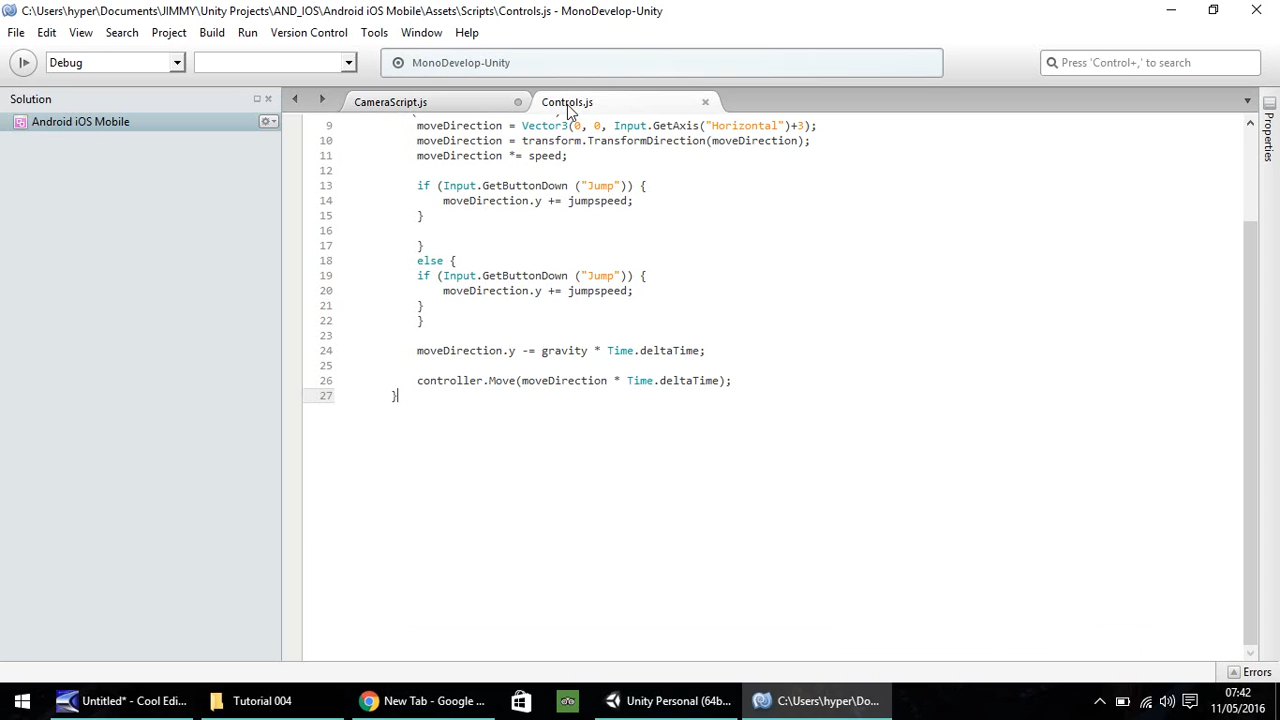 C:\Users\hyper\Documents\JIMMY\Unity Projects\AND_IOS\Android iOS Mobile\Assets\Scripts\Controls.js - MonoDevelop-Unity
File Edit View Search Project Build Run Version Control Tools Window Help
Debug MonoDevelop-Unity Press 'Control+,' to search
Solution CameraScript.js Controls.js
Android iOS Mobile
Properties
9 moveDirection = Vector3(0, 0, Input.GetAxis("Horizontal")+3);
10 moveDirection = transform.TransformDirection(moveDirection);
11 moveDirection *= speed;
12
13 if (Input.GetButtonDown ("Jump")) {
14 moveDirection.y += jumpspeed;
15 }
16
17 }
18 else {
19 if (Input.GetButtonDown ("Jump")) {
20 moveDirection.y += jumpspeed;
21 }
22 }
23
24 moveDirection.y -= gravity * Time.deltaTime;
25
26 controller.Move(moveDirection * Time.deltaTime);
27 }
Errors
Untitled* - Cool Edi... Tutorial 004 New Tab - Google ... Unity Personal (64b... C:\Users\hyper\Do...
07:42
11/05/2016